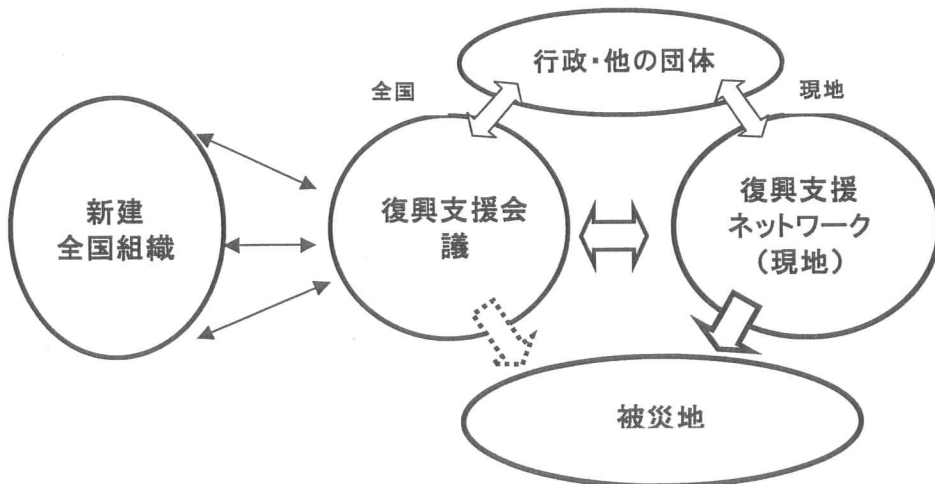 行政・他の団体
全国
現地
新建
全国組織
復興支援会
議
復興支援
ネットワーク
（現地）
被災地